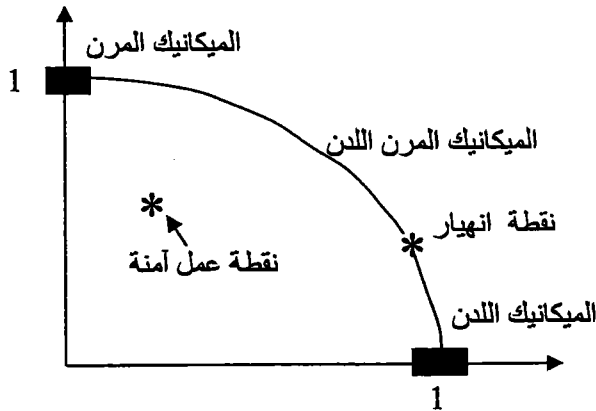 الميكانيك المرن
1
الميكانيك المرن اللدن
نقطة انهيار
نقطة عمل آمنة
الميكانيك اللدن
1